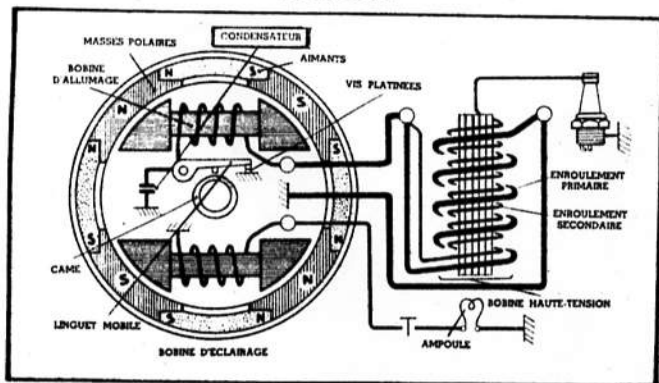 CONDENSATEUR
MASSES POLAIRES
AIMANTS
BOBINE
D'ALLUMAGE
VIS PLATINEES
N
S
N
S
N
S
N
S
S
N
S
N
ENROULEMENT
PRIMAIRE
ENROULEMENT
SECONDAIRE
CAME
LINGUET MOBILE
BOBINE HAUTE-TENSION
AMPOULE
BOBINE D'ECLAIRAGE